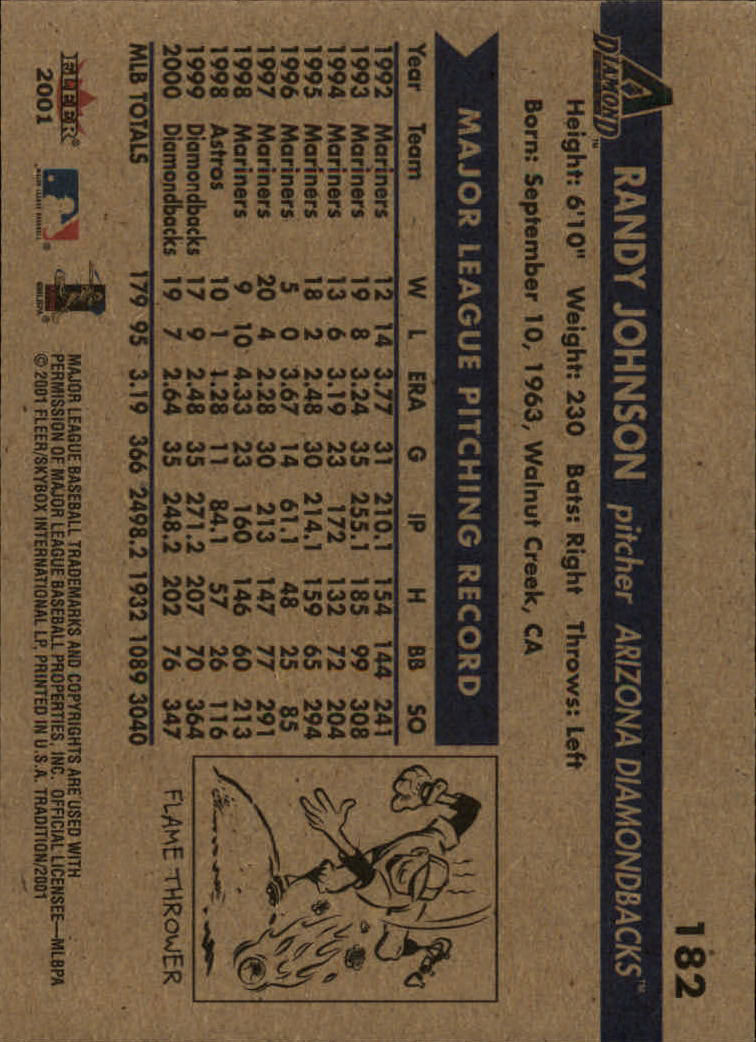 182
RANDY JOHNSON pitcher ARIZONA DIAMONDBACKS™
DIAMOND™
Height: 6'10" Weight: 230 Bats: Right Throws: Left
Born: September 10, 1963, Walnut Creek, CA
MAJOR LEAGUE PITCHING RECORD
Year Team W L ERA G IP H BB SO
1992 Mariners 12 14 3.77 31 210.1 154 144 241
1993 Mariners 19 8 3.24 35 255.1 185 99 308
1994 Mariners 13 6 3.19 23 172 132 72 204
1995 Mariners 18 2 2.48 30 214.1 159 65 294
1996 Mariners 5 0 3.67 14 61.1 48 25 85
1997 Mariners 20 4 2.28 30 213 147 77 291
1998 Mariners 9 10 4.33 23 160 146 60 213
1998 Astros 10 1 1.28 11 84.1 57 26 116
1999 Diamondbacks 17 9 2.48 35 271.2 207 70 364
2000 Diamondbacks 19 7 2.64 35 248.2 202 76 347
MLB TOTALS 179 95 3.19 366 2498.2 1932 1089 3040
FLAME THROWER
FLEER®
2001
MAJOR LEAGUE BASEBALL TRADEMARKS AND COPYRIGHTS ARE USED WITH
PERMISSION OF MAJOR LEAGUE BASEBALL PROPERTIES, INC. OFFICIAL LICENSEE—MLBPA
© 2001 FLEER/SKYBOX INTERNATIONAL LP, PRINTED IN U.S.A. TRADITION/2001